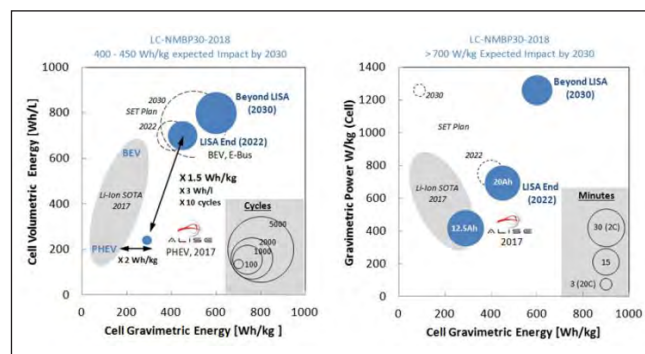 LC-NMBP30-2018
400 - 450 Wh/kg expected Impact by 2030
Cell Volumetric Energy [Wh/L]
1000
800
600
400
200
0
2030
SET Plan
2022
Beyond LISA
(2030)
LISA End (2022)
BEV, E-Bus
BEV
Li-Ion SOTA
2017
X 1.5 Wh/kg
X 3 Wh/l
X 10 cycles
PHEV
X 2 Wh/kg
ALISE
PHEV, 2017
Cycles
5000
2000
1000
100
0 200 400 600 800 1000
Cell Gravimetric Energy [Wh/kg ]
LC-NMBP30-2018
> 700 W/kg Expected Impact by 2030
Gravimetric Power W/kg (Cell)
1400
1200
1000
800
600
400
200
0
2030
Beyond LISA
(2030)
SET Plan
2022
Li-Ion SOTA
2017
20Ah
LISA End
(2022)
12.5Ah
ALISE
2017
Minutes
30 (2C)
15
3 (20C)
0 200 400 600 800 1000
Cell Gravimetric Energy [Wh/kg]